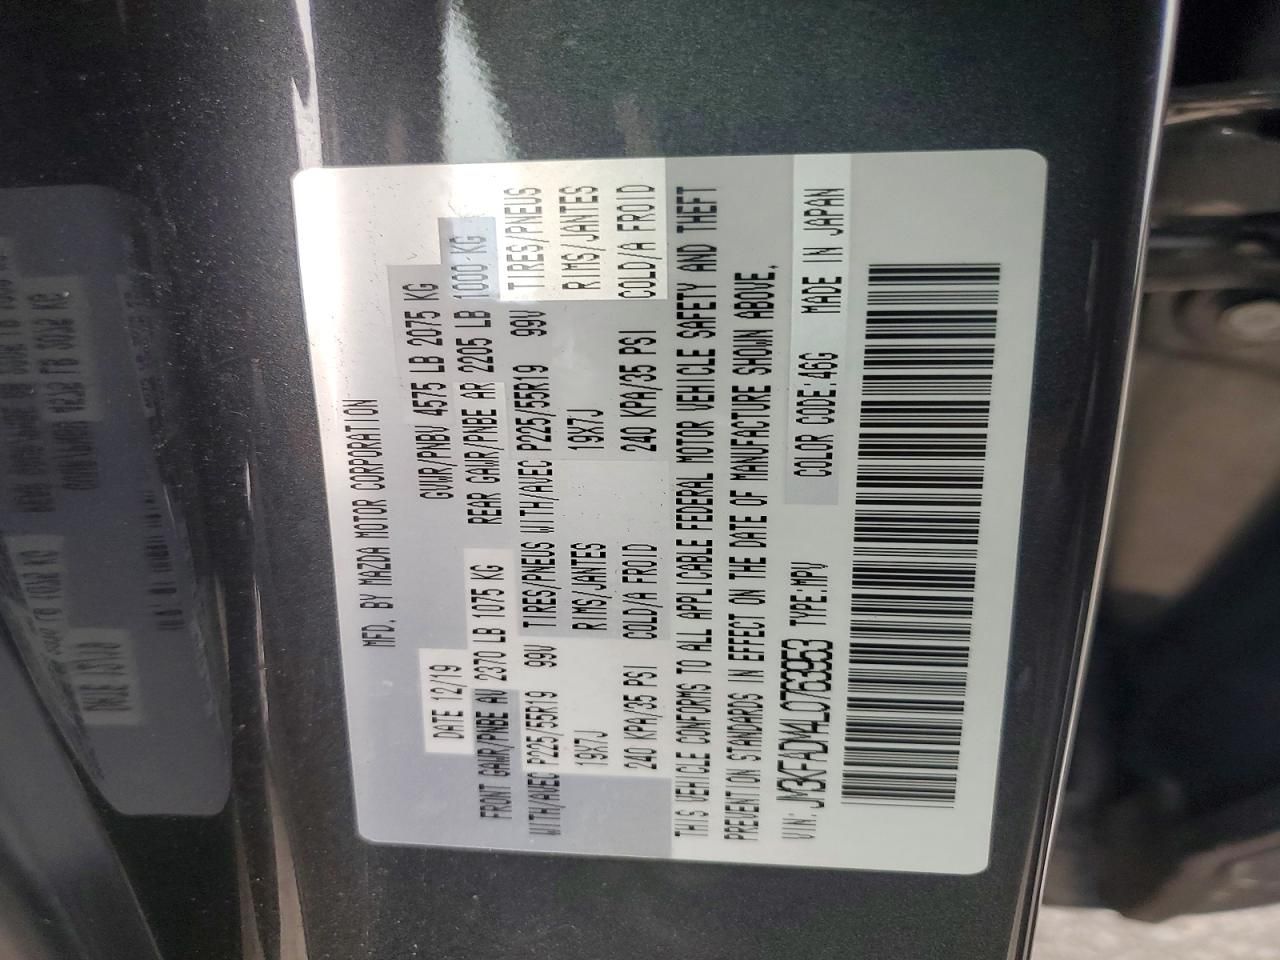 MFD. BY MAZDA MOTOR CORPORATION
DATE 12/19 GVWR/PNBV 4575 LB 2075 KG
FRONT GAWR/PNBE AV 2370 LB 1075 KG REAR GAWR/PNBE AR 2205 LB 1000 KG
WITH/AVEC P225/55R19 99V TIRES/PNEUS WITH/AVEC P225/55R19 99V TIRES/PNEUS
19X7J RIMS/JANTES 19X7J RIMS/JANTES
240 KPA/35 PSI COLD/A FROID 240 KPA/35 PSI COLD/A FROID
THIS VEHICLE CONFORMS TO ALL APPLICABLE FEDERAL MOTOR VEHICLE SAFETY AND THEFT
PREVENTION STANDARDS IN EFFECT ON THE DATE OF MANUFACTURE SHOWN ABOVE.
VIN: JM3KFADM4L0763953 TYPE:MPV COLOR CODE:46G MADE IN JAPAN